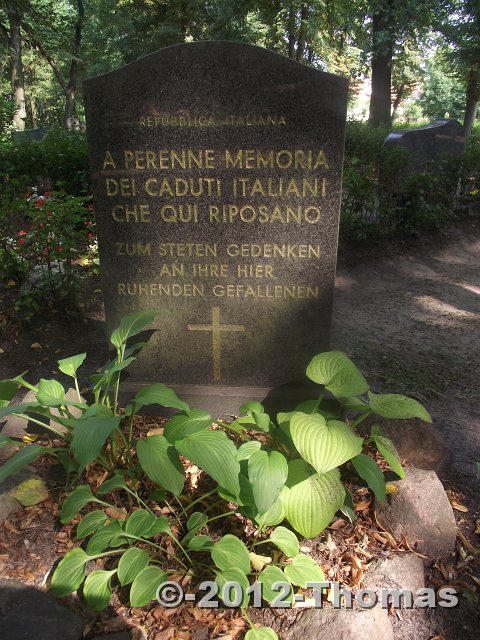 REPUBBLICA ITALIANA
A PERENNE MEMORIA
DEI CADUTI ITALIANI
CHE QUI RIPOSANO
ZUM STETEN GEDENKEN
AN IHRE HIER
RUHENDEN GEFALLENEN
©-2012-Thomas